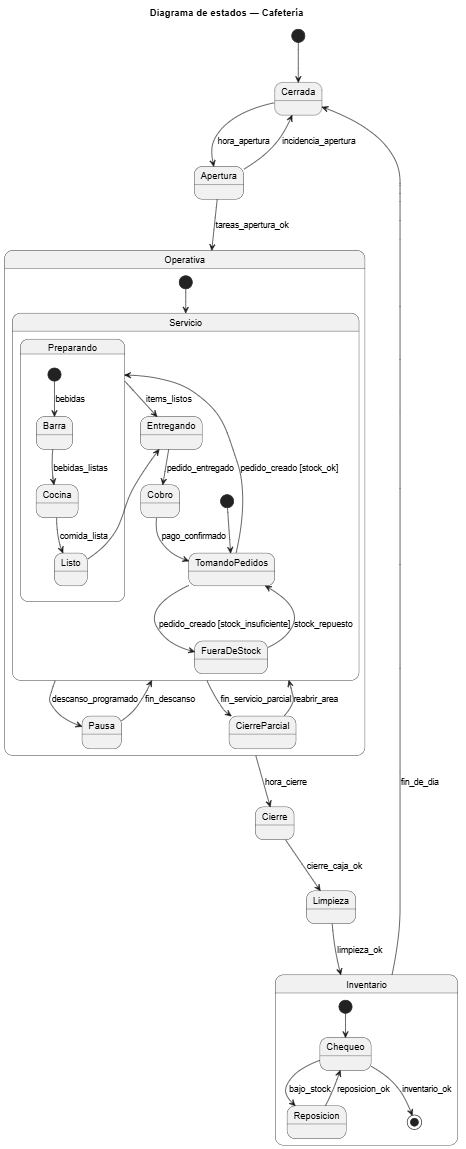 Diagrama de estados — Cafetería
Cerrada
hora_apertura
incidencia_apertura
Apertura
tareas_apertura_ok
Operativa
Servicio
Preparando
bebidas
items_listos
Barra
Entregando
bebidas_listas
pedido_entregado
pedido_creado [stock_ok]
Cocina
Cobro
comida_lista
pago_confirmado
Listo
TomandoPedidos
pedido_creado [stock_insuficiente]
stock_repuesto
FueraDeStock
descanso_programado
fin_descanso
fin_servicio_parcial
reabrir_area
Pausa
CierreParcial
hora_cierre
fin_de_dia
Cierre
cierre_caja_ok
Limpieza
limpieza_ok
Inventario
Chequeo
bajo_stock
reposicion_ok
inventario_ok
Reposicion